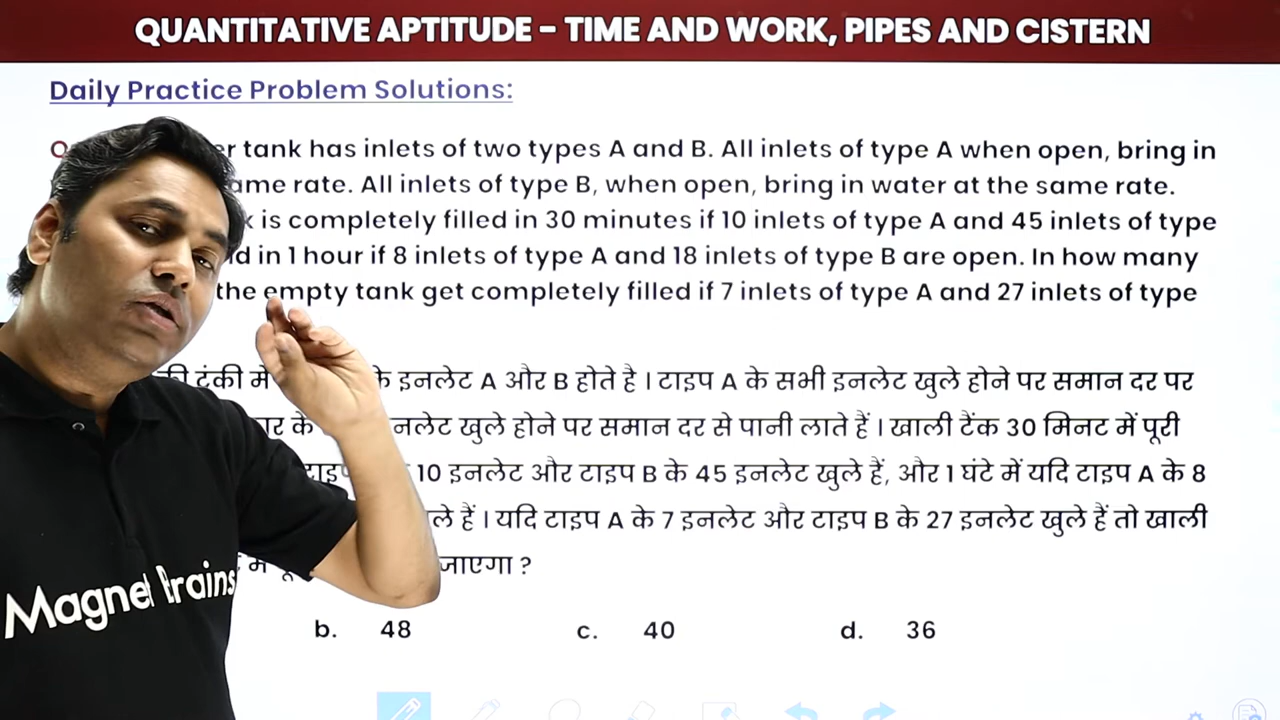 QUANTITATIVE APTITUDE – TIME AND WORK, PIPES AND CISTERN
Daily Practice Problem Solutions:
tank has inlets of two types A and B. All inlets of type A when open, bring in
rate. All inlets of type B, when open, bring in water at the same rate.
is completely filled in 30 minutes if 10 inlets of type A and 45 inlets of type
in 1 hour if 8 inlets of type A and 18 inlets of type B are open. In how many
the empty tank get completely filled if 7 inlets of type A and 27 inlets of type
टंकी में इनलेट A और B होते है । टाइप A के सभी इनलेट खुले होने पर समान दर पर
के इनलेट खुले होने पर समान दर से पानी लाते हैं । खाली टैंक 30 मिनट में पूरी
10 इनलेट और टाइप B के 45 इनलेट खुले हैं, और 1 घंटे में यदि टाइप A के 8
हैं । यदि टाइप A के 7 इनलेट और टाइप B के 27 इनलेट खुले हैं तो खाली
जाएगा ?
Magnet Brains
b. 48 c. 40 d. 36